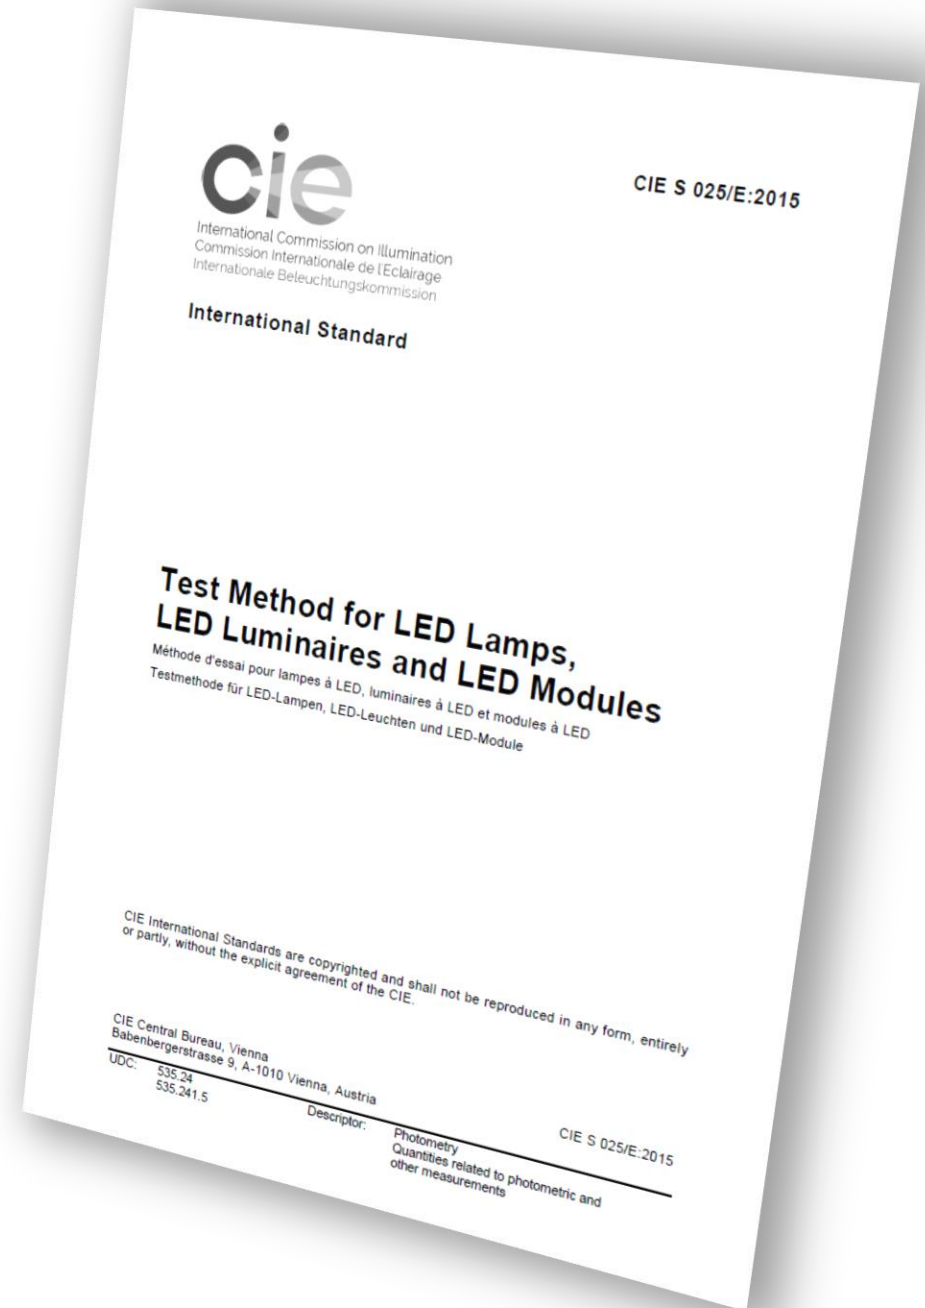 cie
CIE S 025/E:2015
International Commission on Illumination
Commission Internationale de l'Eclairage
Internationale Beleuchtungskommission
International Standard
Test Method for LED Lamps,
LED Luminaires and LED Modules
Méthode d'essai pour lampes à LED, luminaires à LED et modules à LED
Testmethode für LED-Lampen, LED-Leuchten und LED-Module
CIE International Standards are copyrighted and shall not be reproduced in any form, entirely
or partly, without the explicit agreement of the CIE.
CIE Central Bureau, Vienna
Babenbergerstrasse 9, A-1010 Vienna, Austria
CIE S 025/E:2015
UDC: 535.24
535.241.5
Descriptor: Photometry
Quantities related to photometric and
other measurements